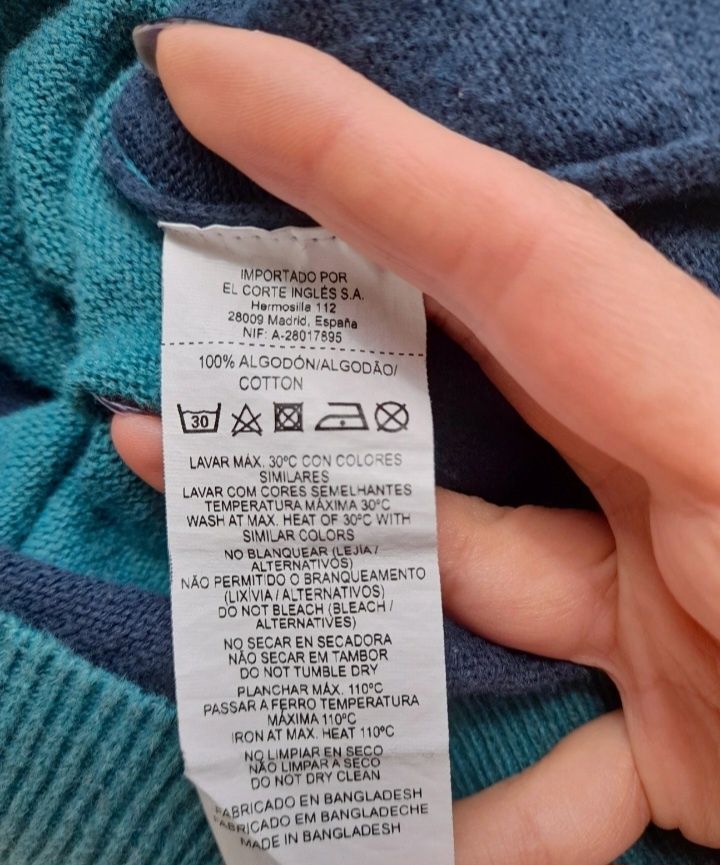 IMPORTADO POR
EL CORTE INGLÉS S.A.
Hermosilla 112
28009 Madrid, España
NIF: A-28017895
100% ALGODÓN/ALGODÃO/
COTTON
30
LAVAR MÁX. 30ºC CON COLORES
SIMILARES
LAVAR COM CORES SEMELHANTES
TEMPERATURA MÁXIMA 30ºC
WASH AT MAX. HEAT OF 30ºC WITH
SIMILAR COLORS
NO BLANQUEAR (LEJÍA /
ALTERNATIVOS)
NÃO PERMITIDO O BRANQUEAMENTO
(LIXÍVIA / ALTERNATIVOS)
DO NOT BLEACH (BLEACH /
ALTERNATIVES)
NO SECAR EN SECADORA
NÃO SECAR EM TAMBOR
DO NOT TUMBLE DRY
PLANCHAR MÁX. 110ºC
PASSAR A FERRO TEMPERATURA
MÁXIMA 110ºC
IRON AT MAX. HEAT 110ºC
NO LIMPIAR EN SECO
NÃO LIMPAR A SECO
DO NOT DRY CLEAN
FABRICADO EN BANGLADESH
FABRICADO EM BANGLADECHE
MADE IN BANGLADESH